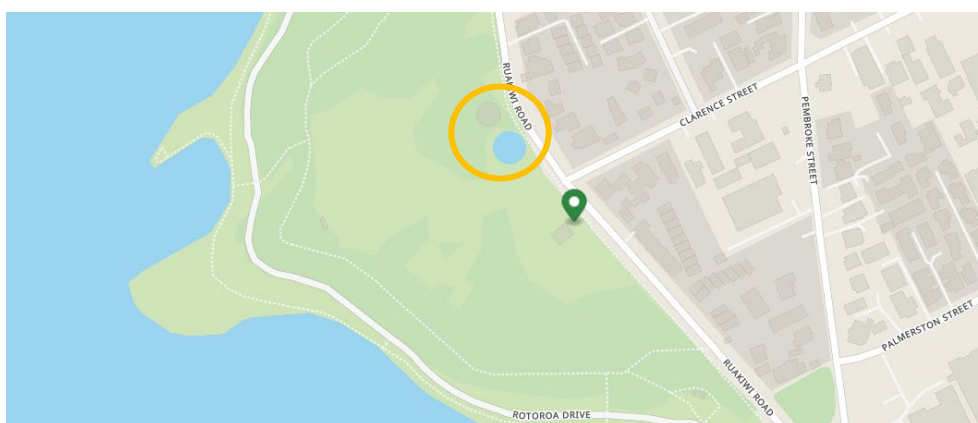 RUAKIWI ROAD
CLARENCE STREET
PEMBROKE STREET
PALMERSTON STREET
RUAKIWI ROAD
ROTOROA DRIVE